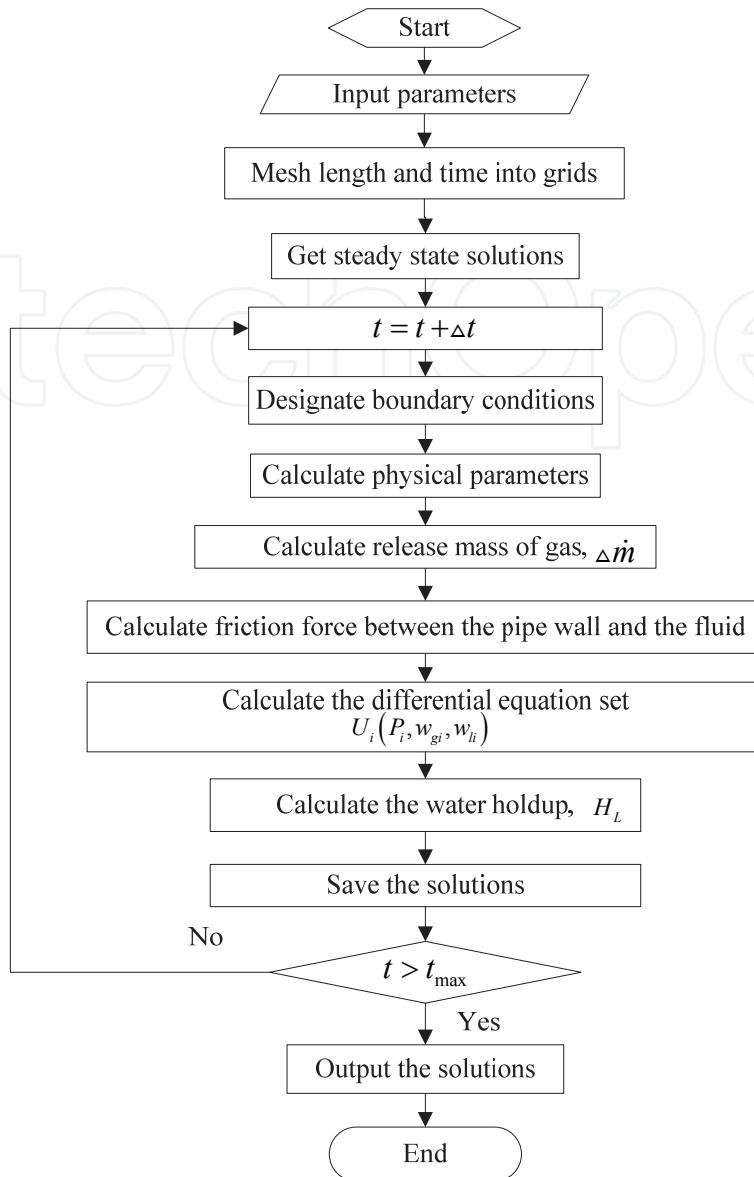 Start
Input parameters
Mesh length and time into grids
Get steady state solutions
t = t + △t
Designate boundary conditions
Calculate physical parameters
Calculate release mass of gas, △ṁ
Calculate friction force between the pipe wall and the fluid
Calculate the differential equation set
U_i(P_i, w_gi, w_li)
Calculate the water holdup, H_L
Save the solutions
No
t > t_max
Yes
Output the solutions
End